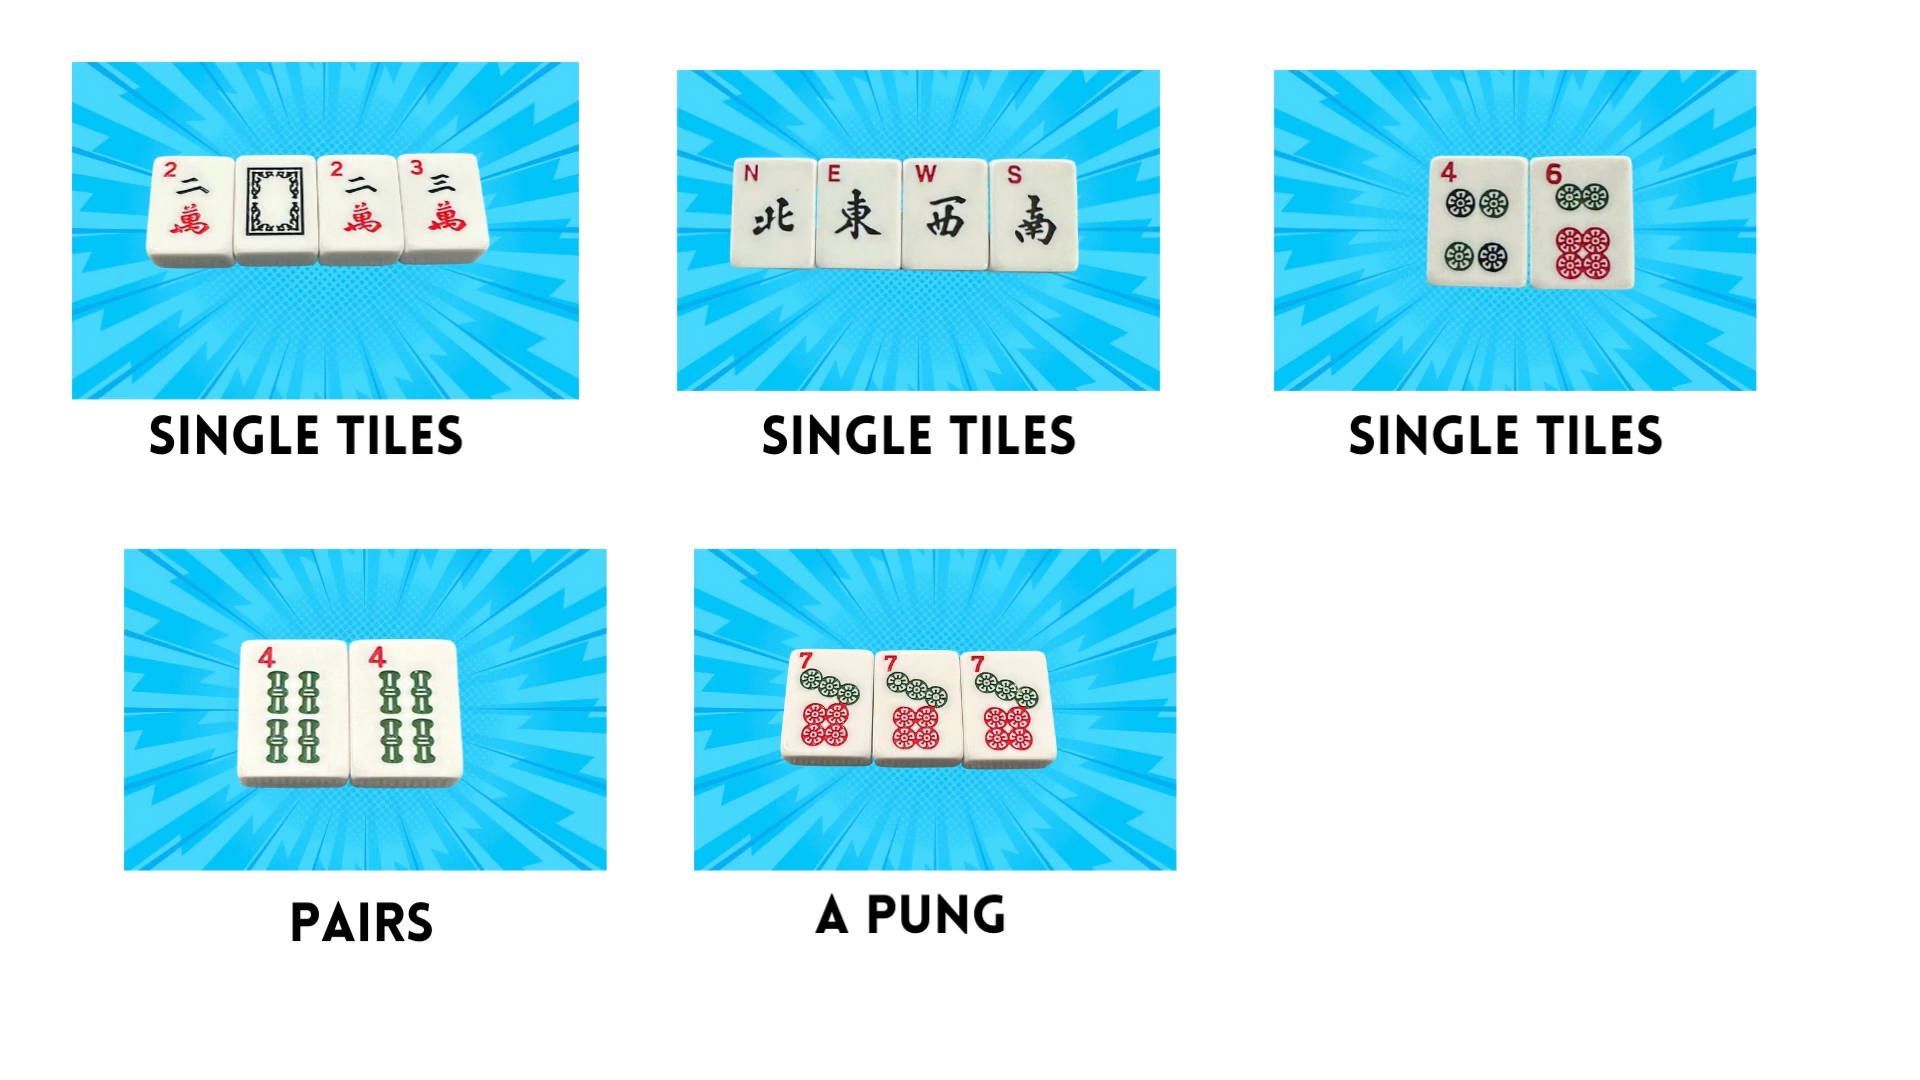 2 2 3
二 二 三
萬 萬 萬
N E W S
北 東 西 南
4 6
SINGLE TILES
SINGLE TILES
SINGLE TILES
4 4
7 7 7
PAIRS
A PUNG